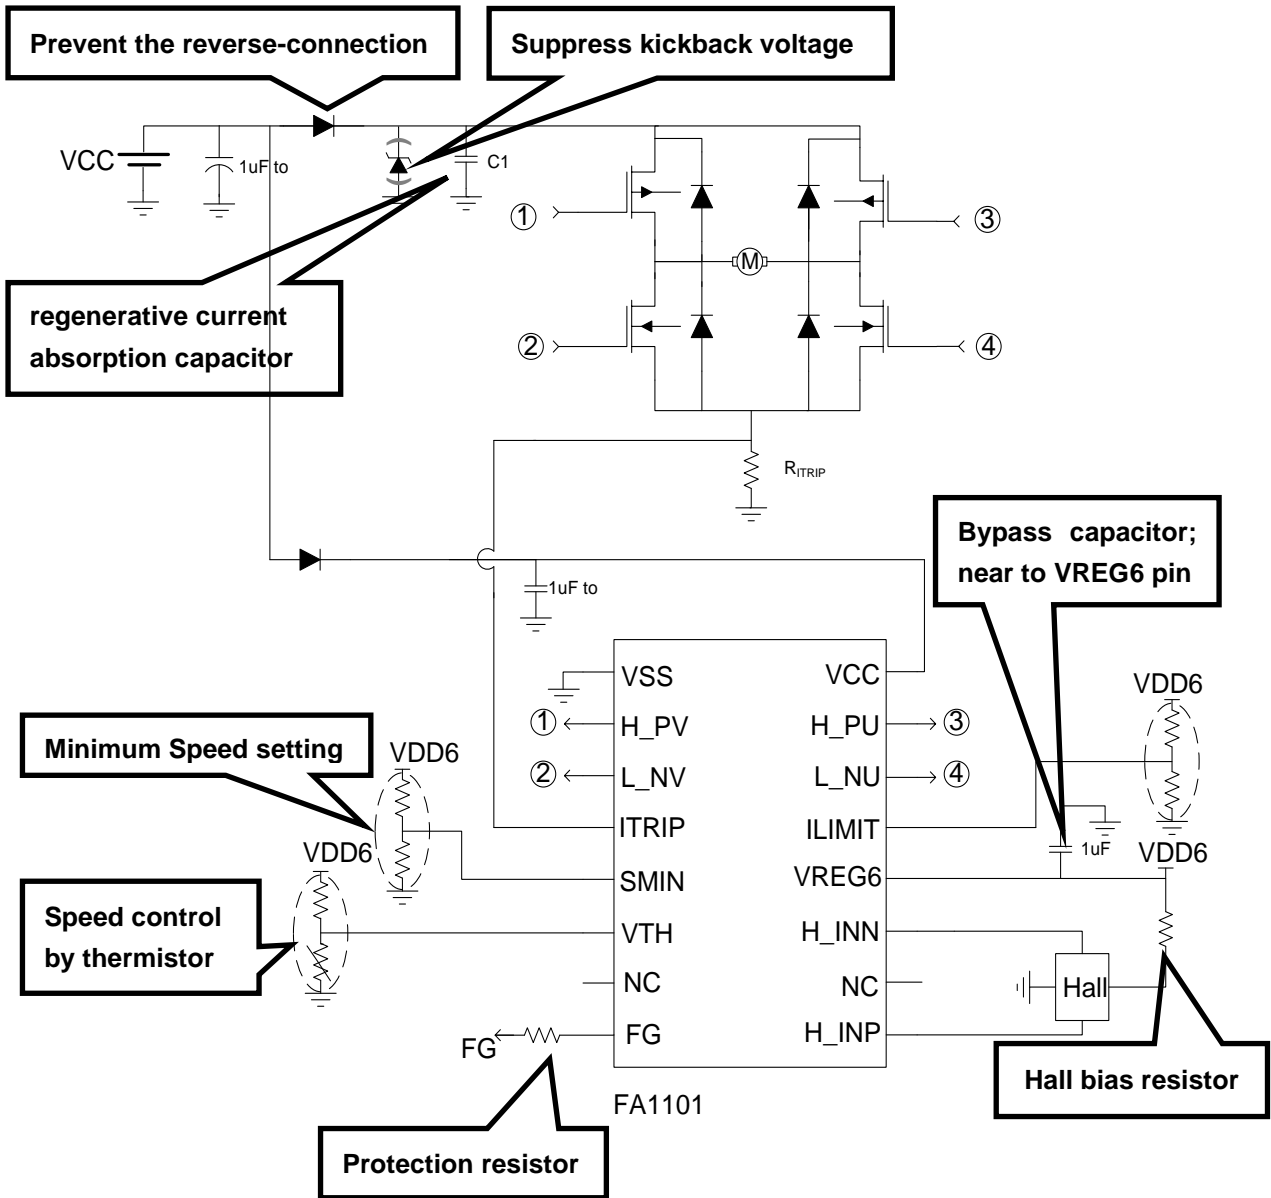 Prevent the reverse-connection
Suppress kickback voltage
VCC
1uF to
C1
①
③
M
regenerative current
absorption capacitor
②
④
RITRIP
Bypass capacitor;
near to VREG6 pin
1uF to
VSS
VCC
VDD6
①
H_PV
H_PU
③
Minimum Speed setting
VDD6
②
L_NV
L_NU
④
ITRIP
ILIMIT
1uF
VDD6
VDD6
SMIN
VREG6
Speed control
by thermistor
VTH
H_INN
NC
NC
Hall
FG
FG
H_INP
Hall bias resistor
FA1101
Protection resistor